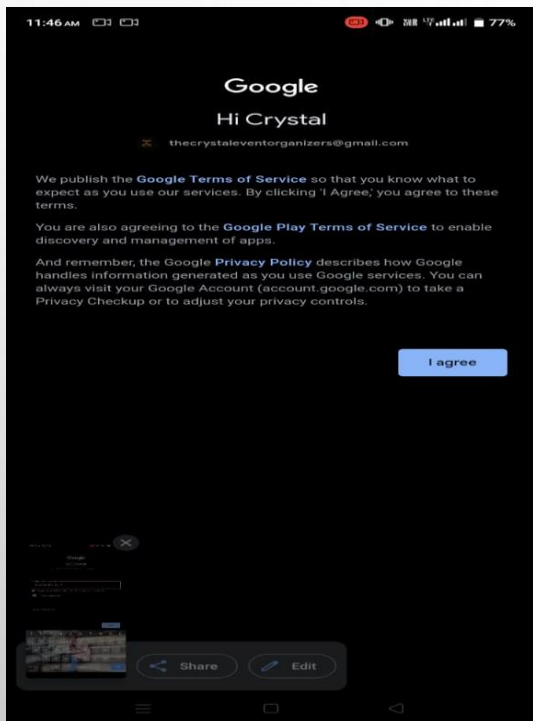 11:46 AM
77%
Google
Hi Crystal
thecrystaleventorganizers@gmail.com
We publish the Google Terms of Service so that you know what to
expect as you use our services. By clicking 'I Agree,' you agree to these
terms.
You are also agreeing to the Google Play Terms of Service to enable
discovery and management of apps.
And remember, the Google Privacy Policy describes how Google
handles information generated as you use Google services. You can
always visit your Google Account (account.google.com) to take a
Privacy Checkup or to adjust your privacy controls.
I agree
Share
Edit